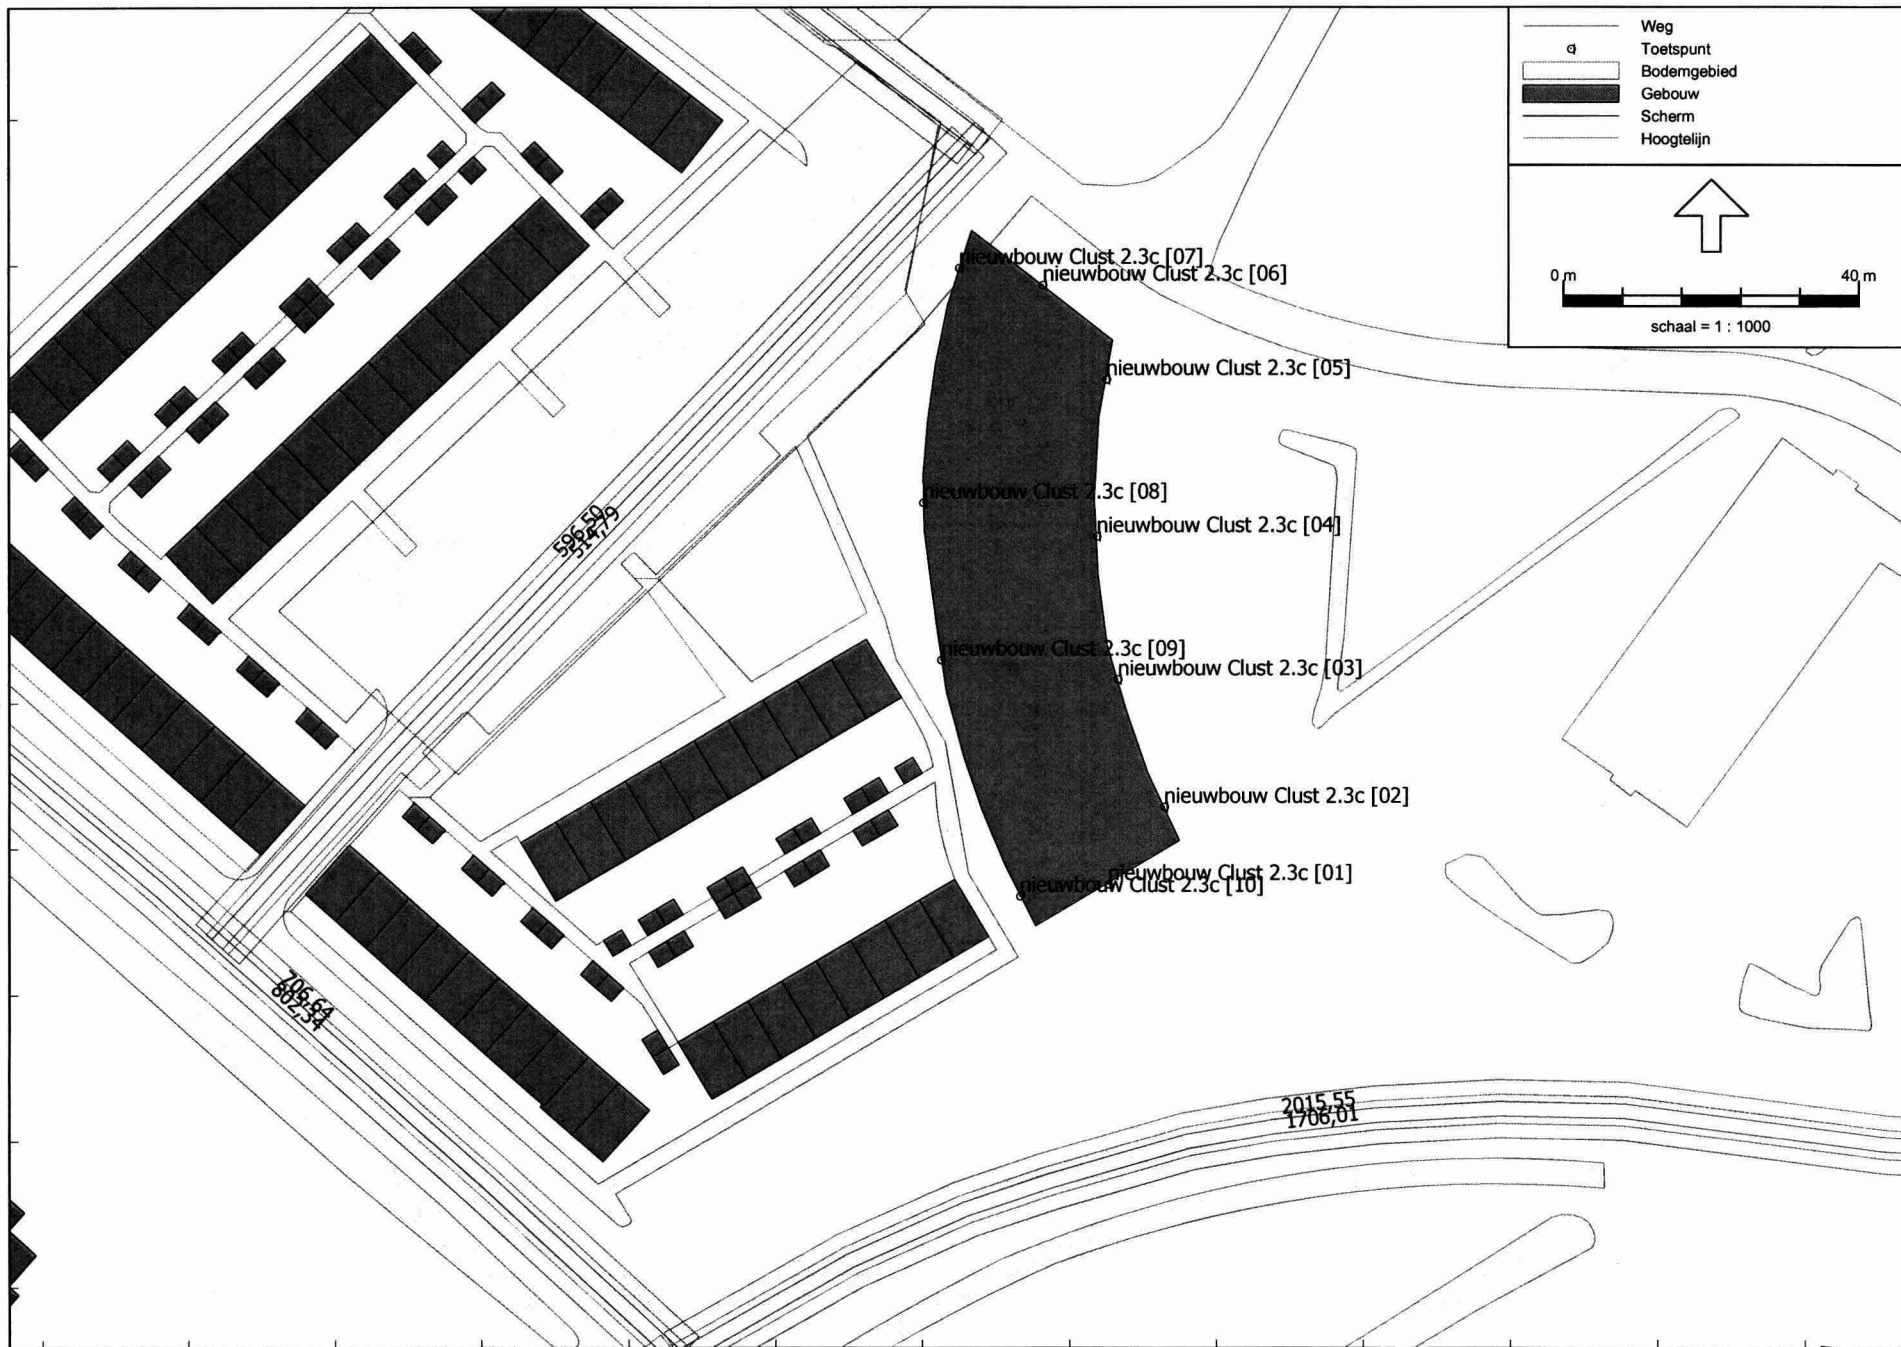 Weg
Toetspunt
Bodemgebied
Gebouw
Scherm
Hoogtelijn
0 m 40 m
schaal = 1 : 1000
nieuwbouw Clust 2.3c [07]
nieuwbouw Clust 2.3c [06]
nieuwbouw Clust 2.3c [05]
nieuwbouw Clust 2.3c [08]
nieuwbouw Clust 2.3c [04]
596,50
514,79
nieuwbouw Clust 2.3c [09]
nieuwbouw Clust 2.3c [03]
nieuwbouw Clust 2.3c [02]
nieuwbouw Clust 2.3c [01]
nieuwbouw Clust 2.3c [10]
706,64
802,34
2015,55
1706,01